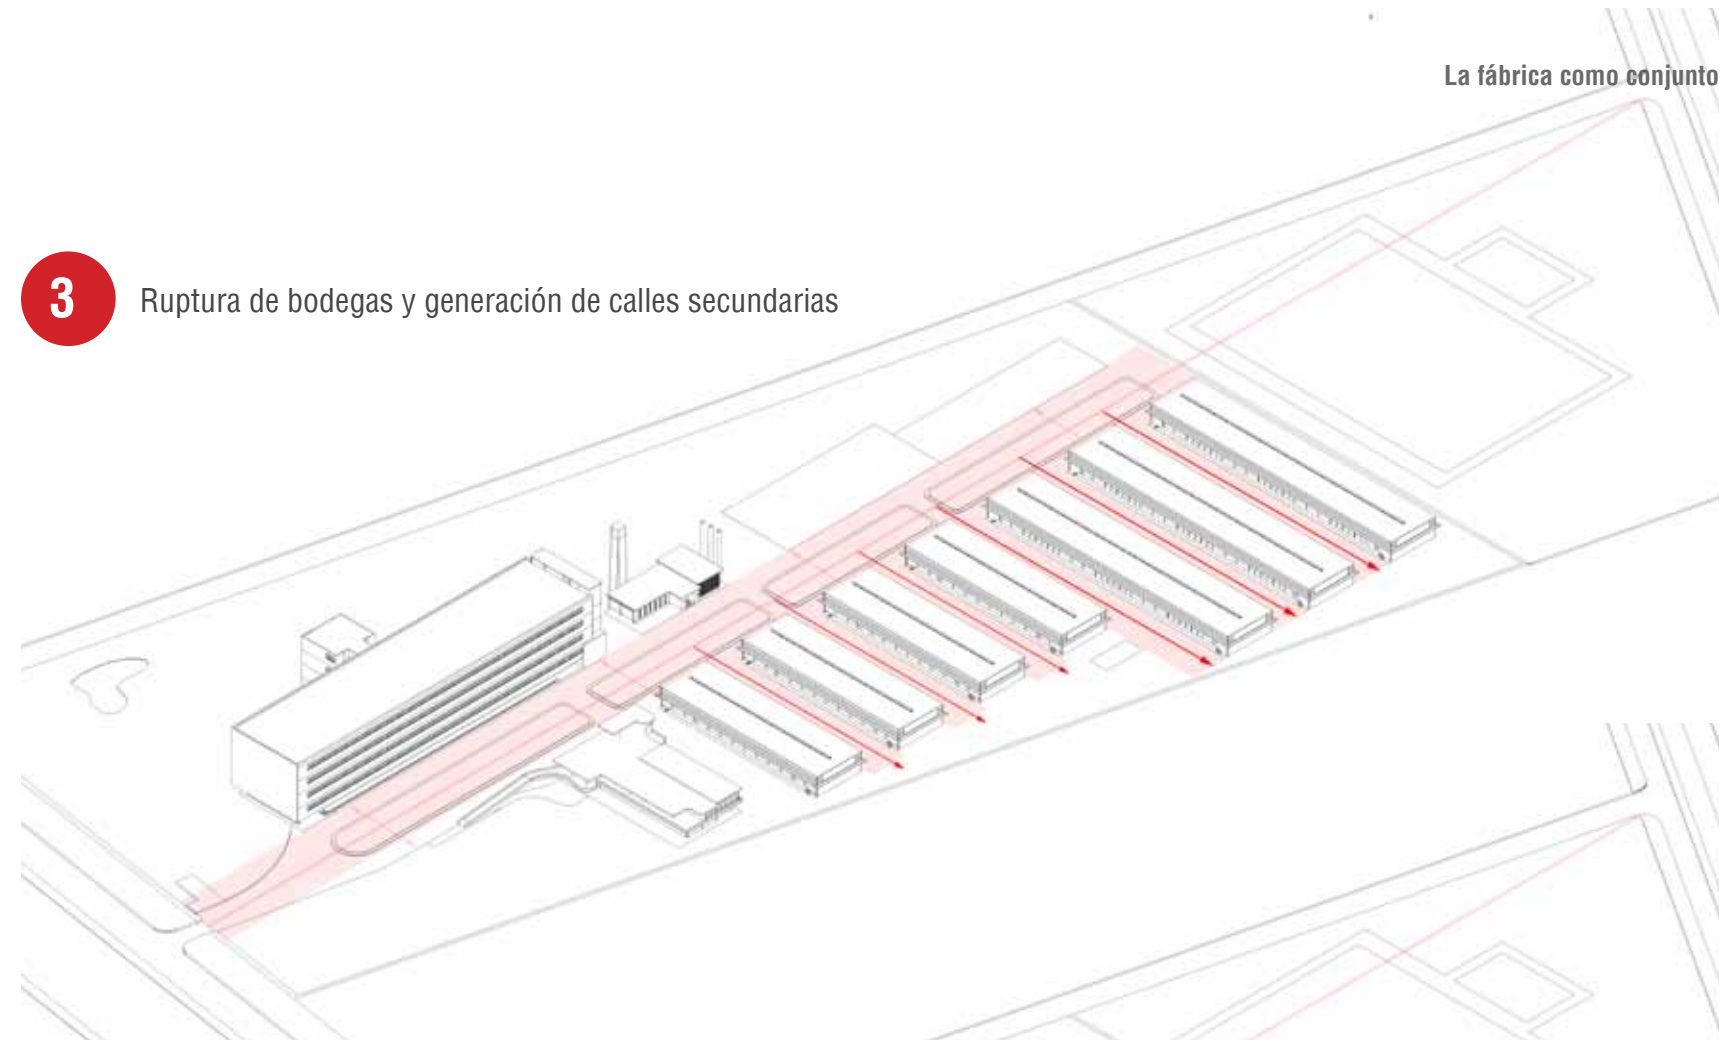 La fábrica como conjunto
3
Ruptura de bodegas y generación de calles secundarias